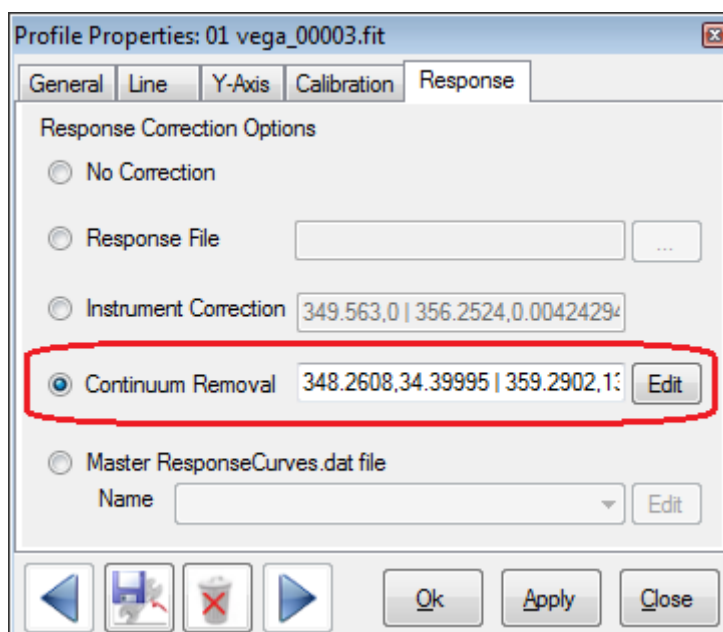 Profile Properties: 01 vega_00003.fit
General Line Y-Axis Calibration Response
Response Correction Options
No Correction
Response File ...
Instrument Correction 349.563,0 | 356.2524,0.00424294
Continuum Removal 348.2608,34.39995 | 359.2902,13 Edit
Master ResponseCurves.dat file
Name Edit
Ok Apply Close